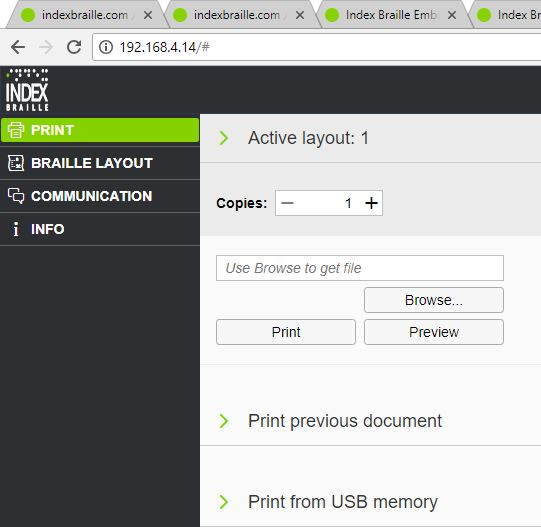 indexbraille.com /
indexbraille.com /
Index Braille Emb
Index Br
192.168.4.14/#
INDEX
BRAILLE
PRINT
BRAILLE LAYOUT
COMMUNICATION
INFO
Active layout: 1
Copies: 1
Use Browse to get file
Browse...
Print Preview
Print previous document
Print from USB memory